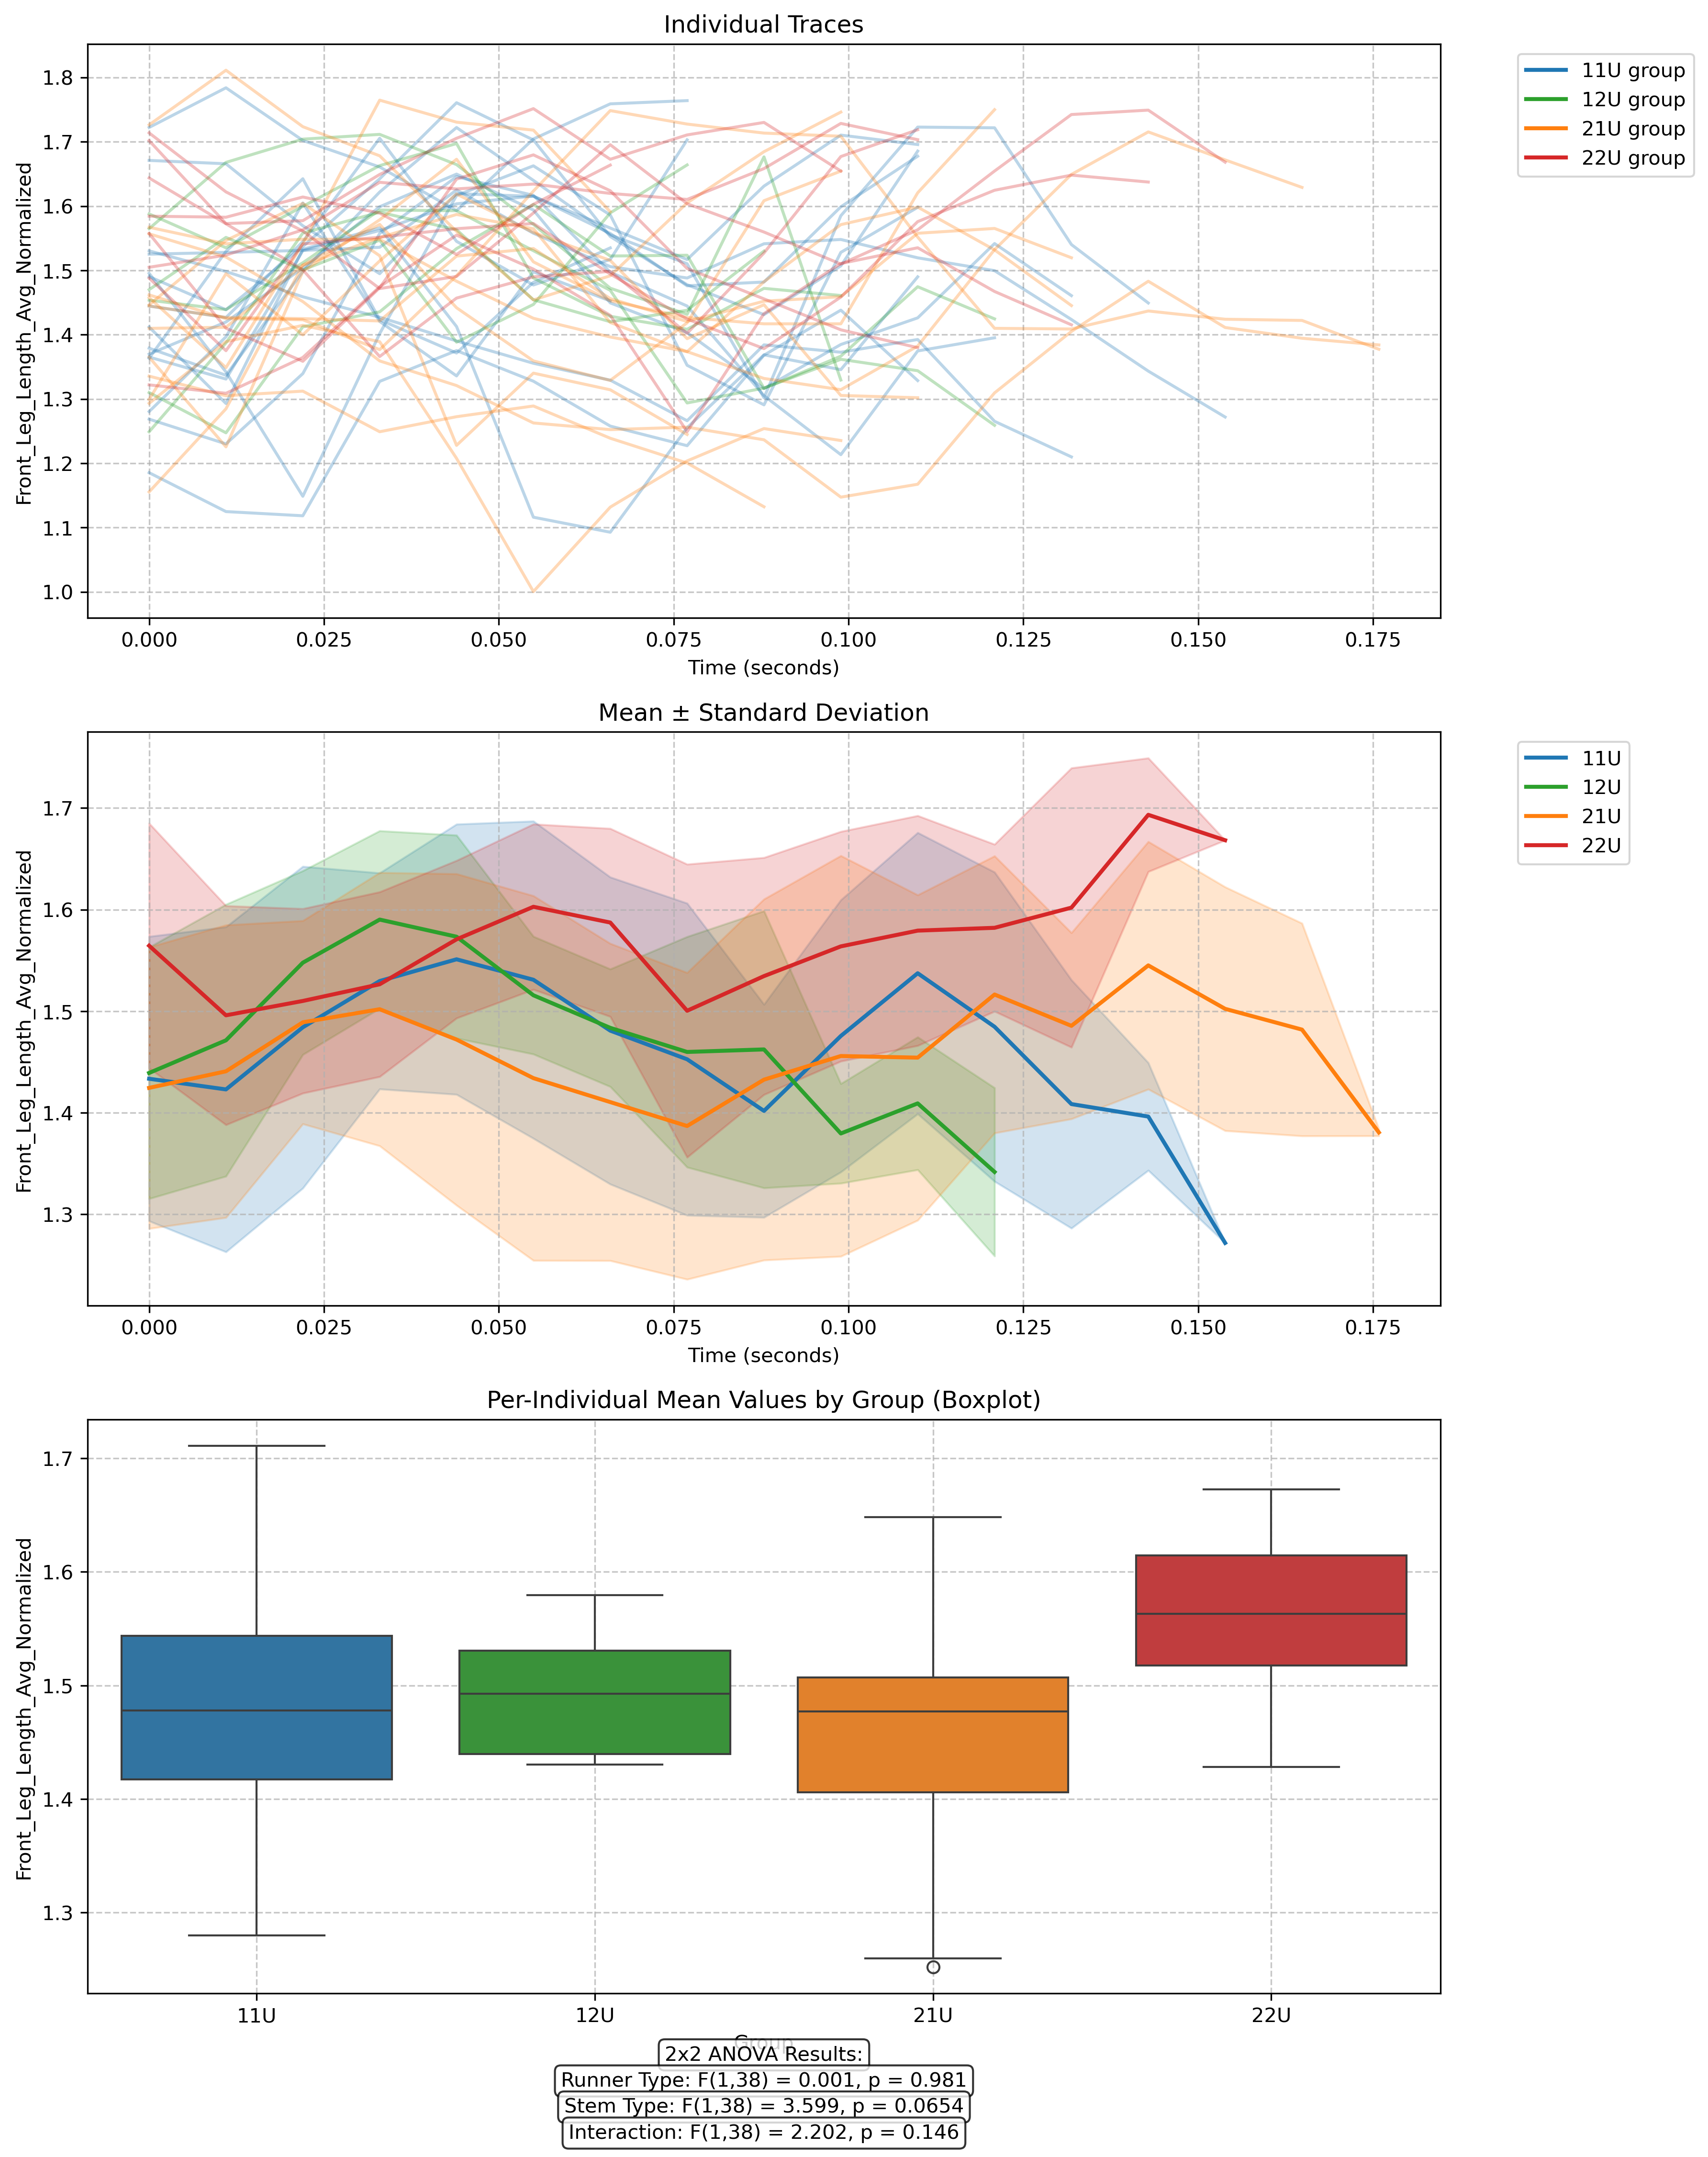 Individual Traces
Front_Leg_Length_Avg_Normalized
1.8
1.7
1.6
1.5
1.4
1.3
1.2
1.1
1.0
0.000 0.025 0.050 0.075 0.100 0.125 0.150 0.175
Time (seconds)
11U group
12U group
21U group
22U group
Mean ± Standard Deviation
Front_Leg_Length_Avg_Normalized
1.7
1.6
1.5
1.4
1.3
0.000 0.025 0.050 0.075 0.100 0.125 0.150 0.175
Time (seconds)
11U
12U
21U
22U
Per-Individual Mean Values by Group (Boxplot)
Front_Leg_Length_Avg_Normalized
1.7
1.6
1.5
1.4
1.3
11U 12U 21U 22U
Group
2x2 ANOVA Results:
Runner Type: F(1,38) = 0.001, p = 0.981
Stem Type: F(1,38) = 3.599, p = 0.0654
Interaction: F(1,38) = 2.202, p = 0.146